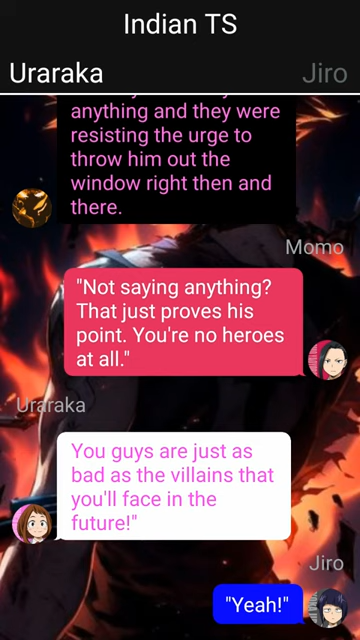 Indian TS
Uraraka
Jiro
anything and they were
resisting the urge to
throw him out the
window right then and
there.
Momo
"Not saying anything?
That just proves his
point. You're no heroes
at all."
Uraraka
You guys are just as
bad as the villains that
you'll face in the
future!"
Jiro
"Yeah!"